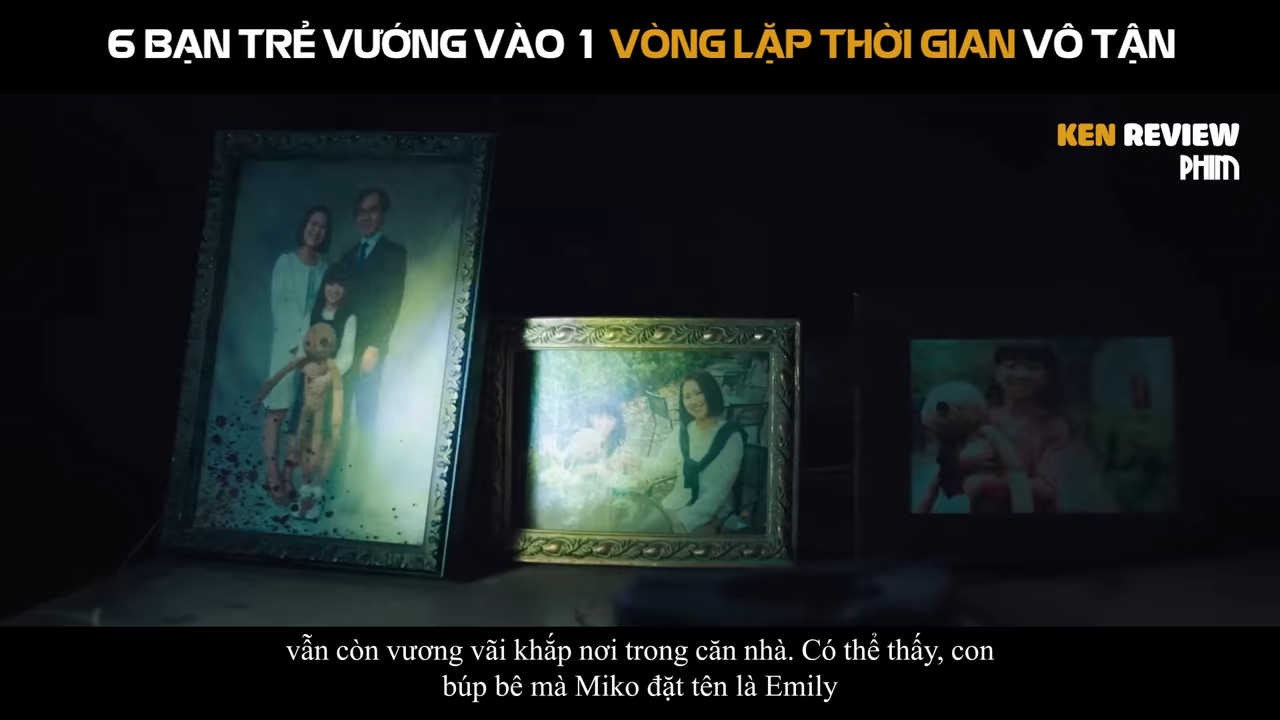 6 BẠN TRẺ VƯỚNG VÀO 1 VÒNG LẶP THỜI GIAN VÔ TẬN
KEN REVIEW
PHIM
vẫn còn vương vãi khắp nơi trong căn nhà. Có thể thấy, con
búp bê mà Miko đặt tên là Emily